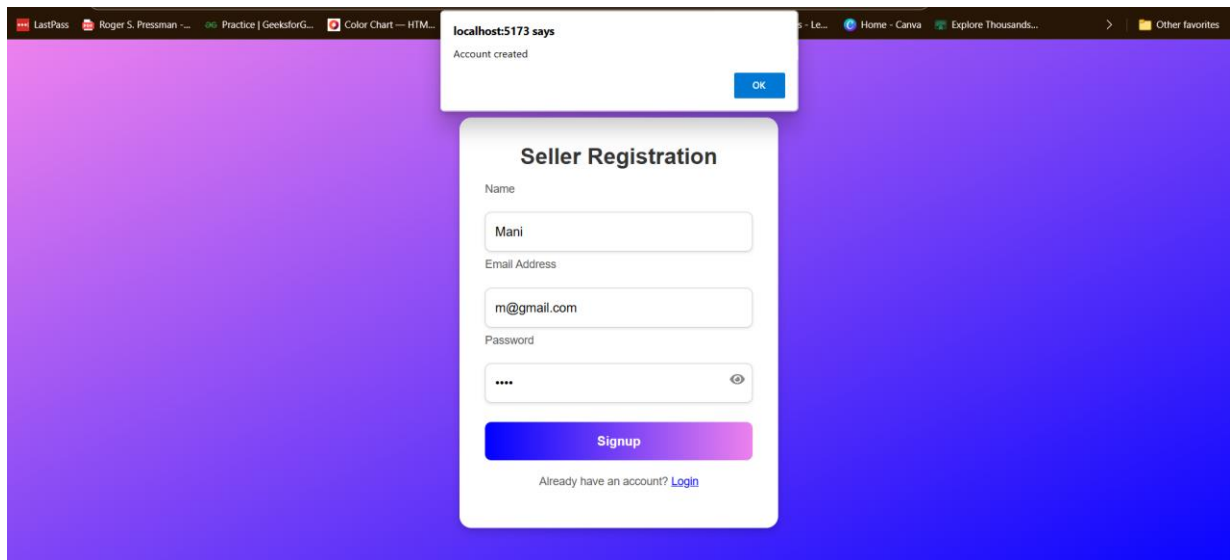 LastPass Roger S. Pressman -... Practice | GeeksforG... Color Chart — HTM... s - Le... Home - Canva Explore Thousands... Other favorites
localhost:5173 says
Account created
OK
Seller Registration
Name
Mani
Email Address
m@gmail.com
Password
••••
Signup
Already have an account? Login